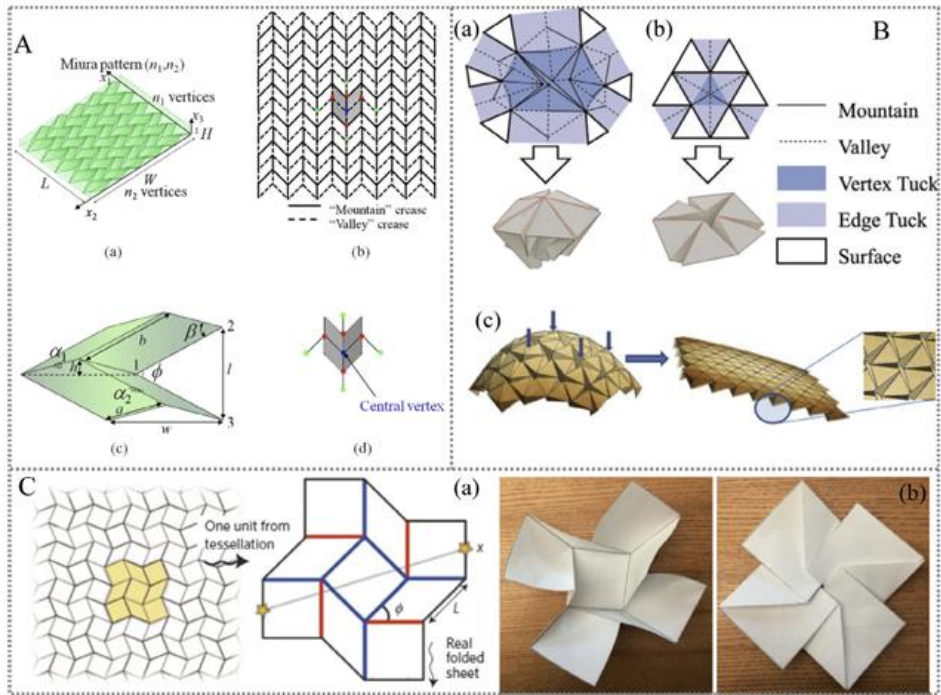 A
Miura pattern (n₁,n₂)
x₁
n₁ vertices
x₃
H
L
W
n₂ vertices
x₂
(a)
(b)
"Mountain" crease
"Valley" crease
(b)
α₁
h
b
β
2
1
ϕ
l
α₂
a
w
3
(c)
Central vertex
(d)
(a)
(b)
B
Mountain
Valley
Vertex Tuck
Edge Tuck
Surface
(c)
C
One unit from
tessellation
(a)
x
ϕ
L
Real
folded
sheet
(b)